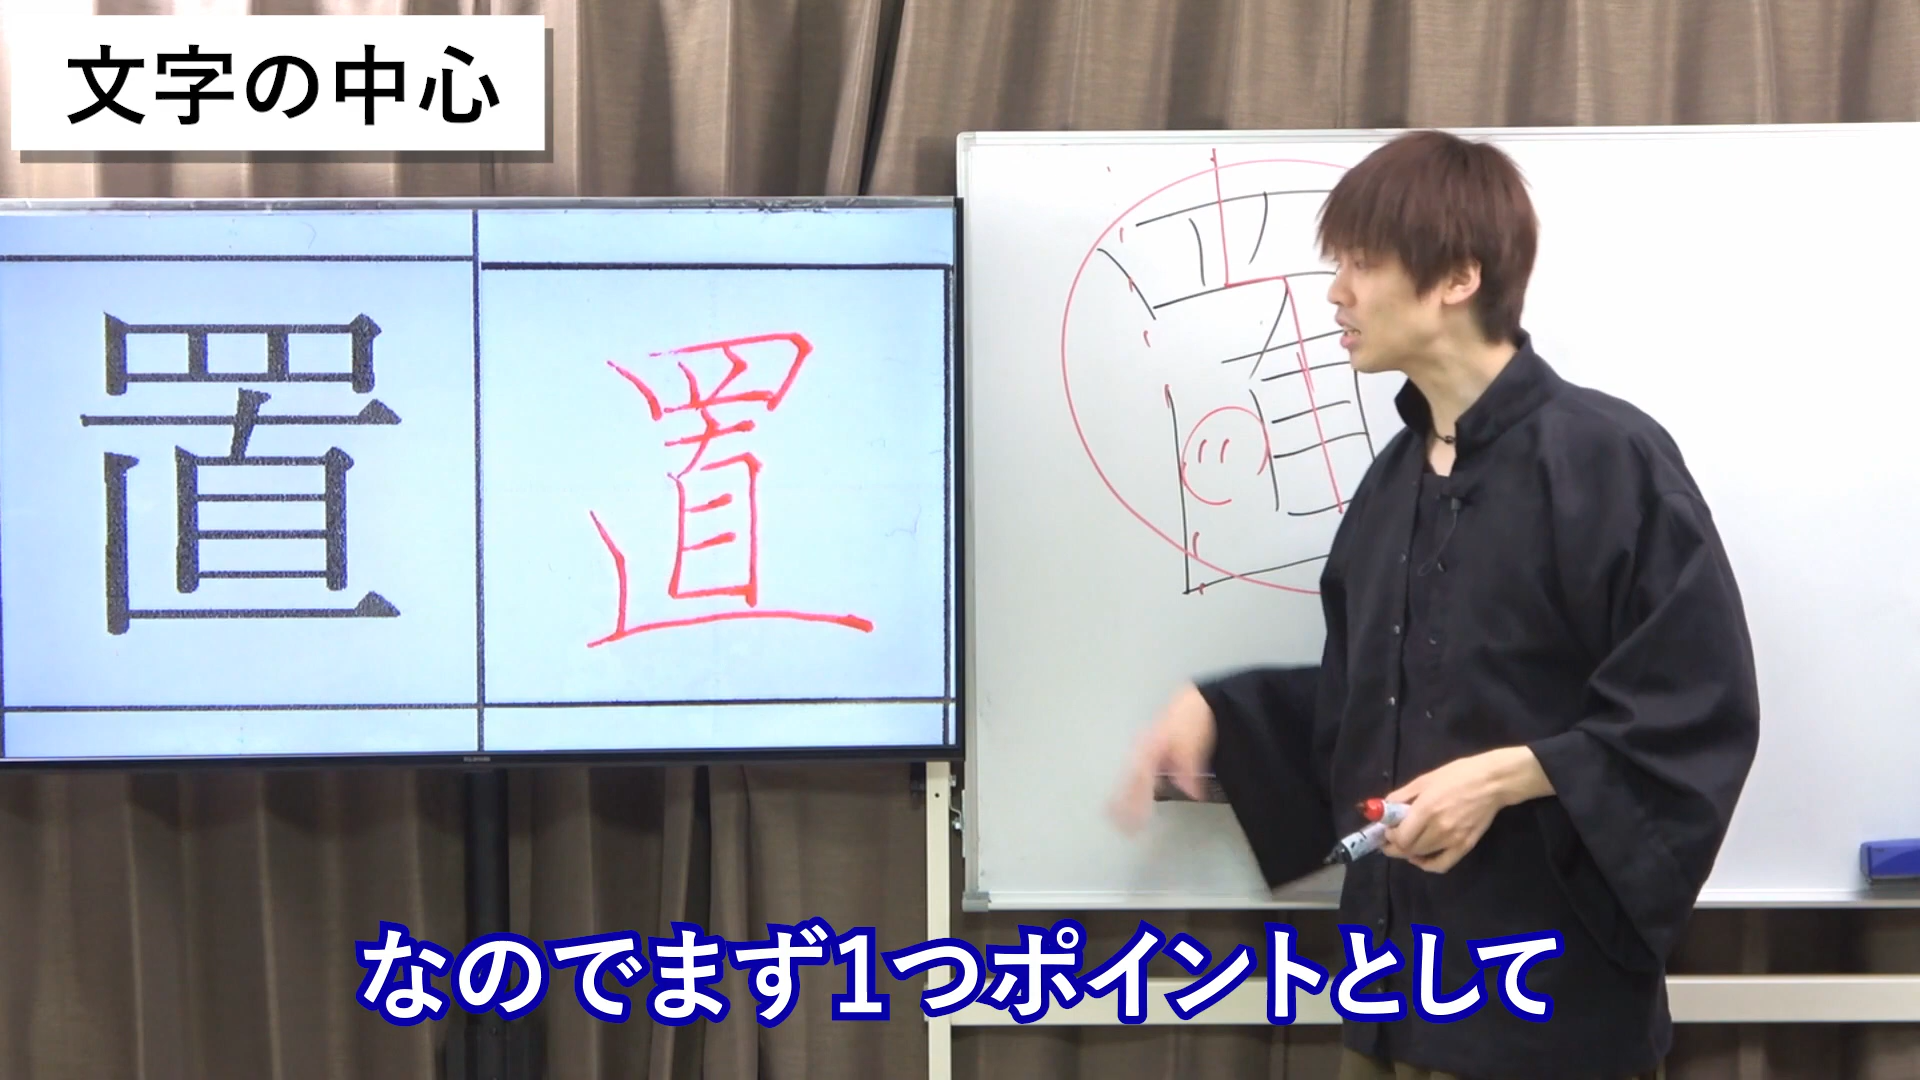 文字の中心
置 置
置
なのでまず1つポイントとして